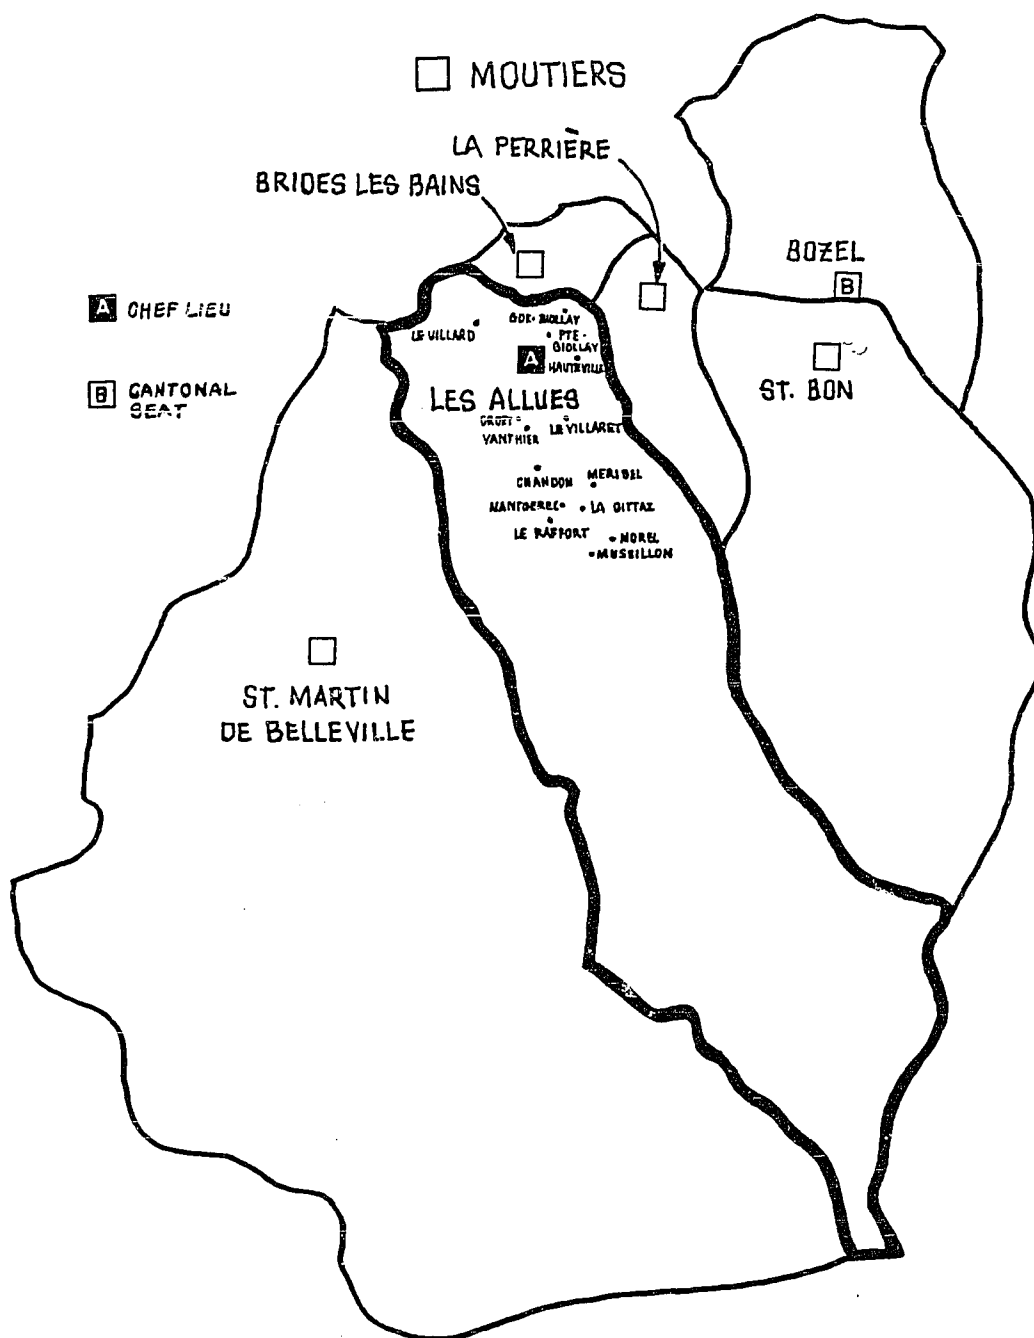 MOUTIERS
LA PERRIÈRE
BRIDES LES BAINS
BOZEL
B
A CHEF LIEU
LE VILLARD
BIOLLAY
PTE-
BIOLLAY
A
HAUTEVILLE
ST. BON
B CANTONAL
SEAT
LES ALLUES
VANTHIER
LE VILLARET
CHANDON
MERIBEL
LA GITTAZ
LE RAFFORT
MOREL
MUSSILLON
ST. MARTIN
DE BELLEVILLE